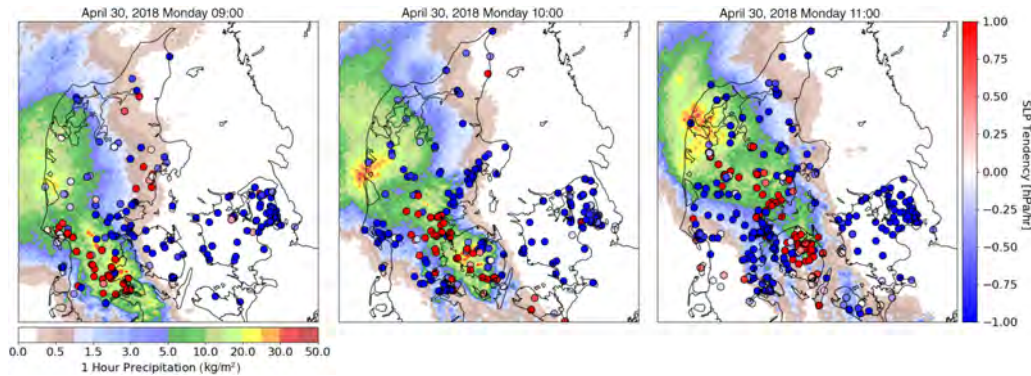 April 30, 2018 Monday 09:00
April 30, 2018 Monday 10:00
April 30, 2018 Monday 11:00
1.00
0.75
0.50
0.25
0.00
−0.25
−0.50
−0.75
−1.00
SLP Tendency [hPa/hr]
0.0 0.5 1.5 3.0 5.0 10.0 20.0 30.0 50.0
1 Hour Precipitation (kg/m²)